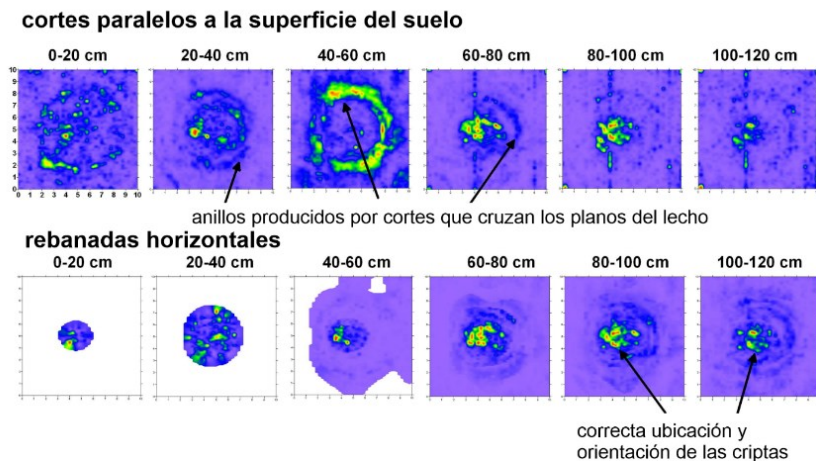 cortes paralelos a la superficie del suelo
0-20 cm 20-40 cm 40-60 cm 60-80 cm 80-100 cm 100-120 cm
10
9
8
7
6
5
4
3
2
1
0
0 1 2 3 4 5 6 7 8 9 10
anillos producidos por cortes que cruzan los planos del lecho
rebanadas horizontales
0-20 cm 20-40 cm 40-60 cm 60-80 cm 80-100 cm 100-120 cm
correcta ubicación y
orientación de las criptas